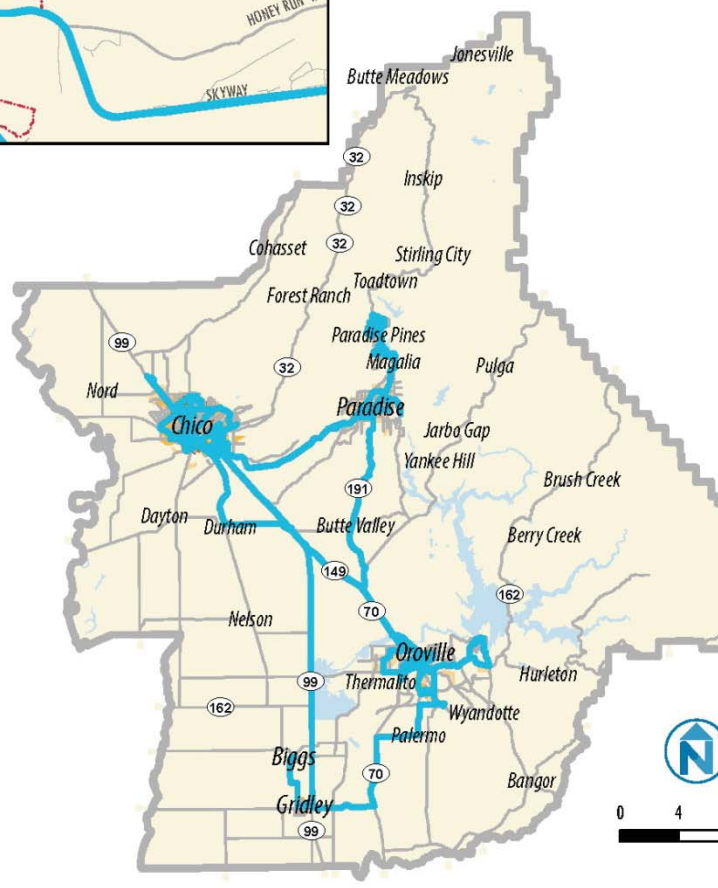 HONEY RUN
SKYWAY
Jonesville
Butte Meadows
32
Inskip
32
Cohasset
32
Stirling City
Toadtown
Forest Ranch
99
Paradise Pines
Magalia
32
Pulga
Nord
Paradise
Chico
Jarbo Gap
Yankee Hill
Brush Creek
191
Dayton
Durham
Butte Valley
Berry Creek
149
162
70
Nelson
Oroville
Hurleton
Thermalito
99
162
Wyandotte
Palermo
N
Biggs
70
Bangor
Gridley
0 4
99